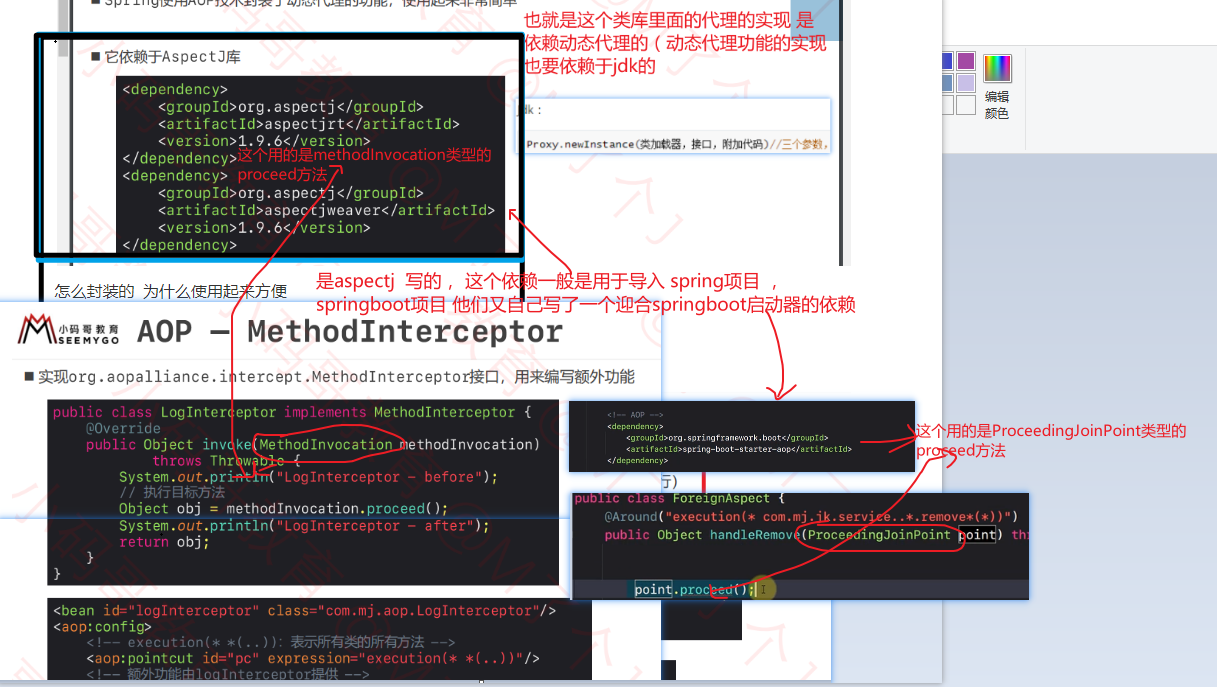 ■ Spring使用AOP技术封装了动态代理的功能，使用起来非常简单
也就是这个类库里面的代理的实现 是
依赖动态代理的（ 动态代理功能的实现
也要依赖于jdk的
■ 它依赖于AspectJ库
<dependency>
<groupId>org.aspectj</groupId>
<artifactId>aspectjrt</artifactId>
<version>1.9.6</version>
</dependency>
这个用的是methodInvocation类型的
proceed方法
<dependency>
<groupId>org.aspectj</groupId>
<artifactId>aspectjweaver</artifactId>
<version>1.9.6</version>
</dependency>
jdk：
Proxy.newInstance(类加载器，接口，附加代码)//三个参数，
编辑
颜色
是aspectj 写的 ，这个依赖一般是用于导入 spring项目 ，
springboot项目 他们又自己写了一个迎合springboot启动器的依赖
怎么封装的 为什么使用起来方便
小码哥教育
SEEMYGO
AOP – MethodInterceptor
■ 实现org.aopalliance.intercept.MethodInterceptor接口，用来编写额外功能
public class LogInterceptor implements MethodInterceptor {
@Override
public Object invoke(MethodInvocation methodInvocation)
throws Throwable {
System.out.println("LogInterceptor - before");
// 执行目标方法
Object obj = methodInvocation.proceed();
System.out.println("LogInterceptor - after");
return obj;
}
}
<!-- AOP -->
<dependency>
<groupId>org.springframework.boot</groupId>
<artifactId>spring-boot-starter-aop</artifactId>
</dependency>
这个用的是ProceedingJoinPoint类型的
proceed方法
行)
public class ForeignAspect {
@Around("execution(* com.mj.jk.service..*.remove*(*))")
public Object handleRemove(ProceedingJoinPoint point) thr
point.proceed();
<bean id="logInterceptor" class="com.mj.aop.LogInterceptor"/>
<aop:config>
<!-- execution(* *(..)): 表示所有类的所有方法 -->
<aop:pointcut id="pc" expression="execution(* *(..))"/>
<!-- 额外功能由logInterceptor提供 -->